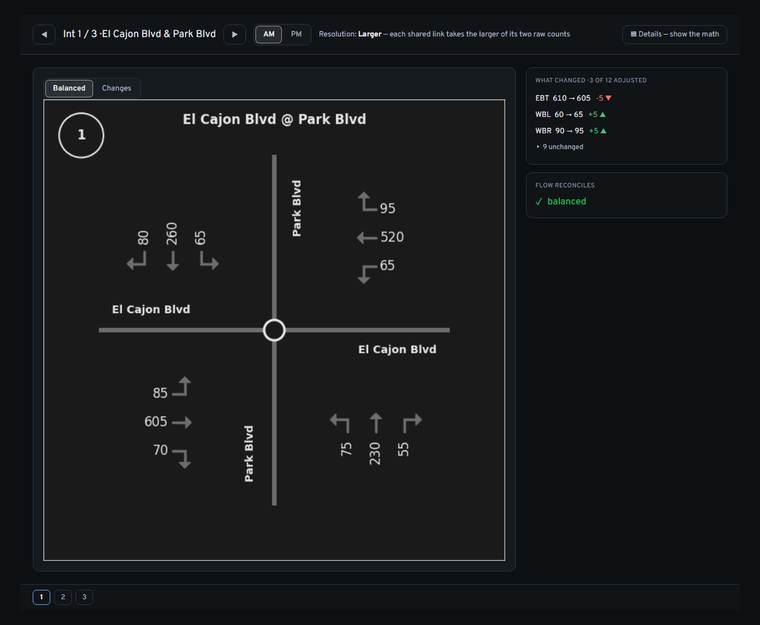 ◀ Int 1 / 3 ·El Cajon Blvd & Park Blvd ▶ AM PM Resolution: Larger — each shared link takes the larger of its two raw counts Details — show the math
Balanced Changes
1
El Cajon Blvd @ Park Blvd
Park Blvd
95
520
65
80 260 65
El Cajon Blvd
El Cajon Blvd
85
605
70
Park Blvd
75 230 55
WHAT CHANGED ·3 OF 12 ADJUSTED
EBT 610 → 605 -5 ▼
WBL 60 → 65 +5 ▲
WBR 90 → 95 +5 ▲
• 9 unchanged
FLOW RECONCILES
✓ balanced
1 2 3